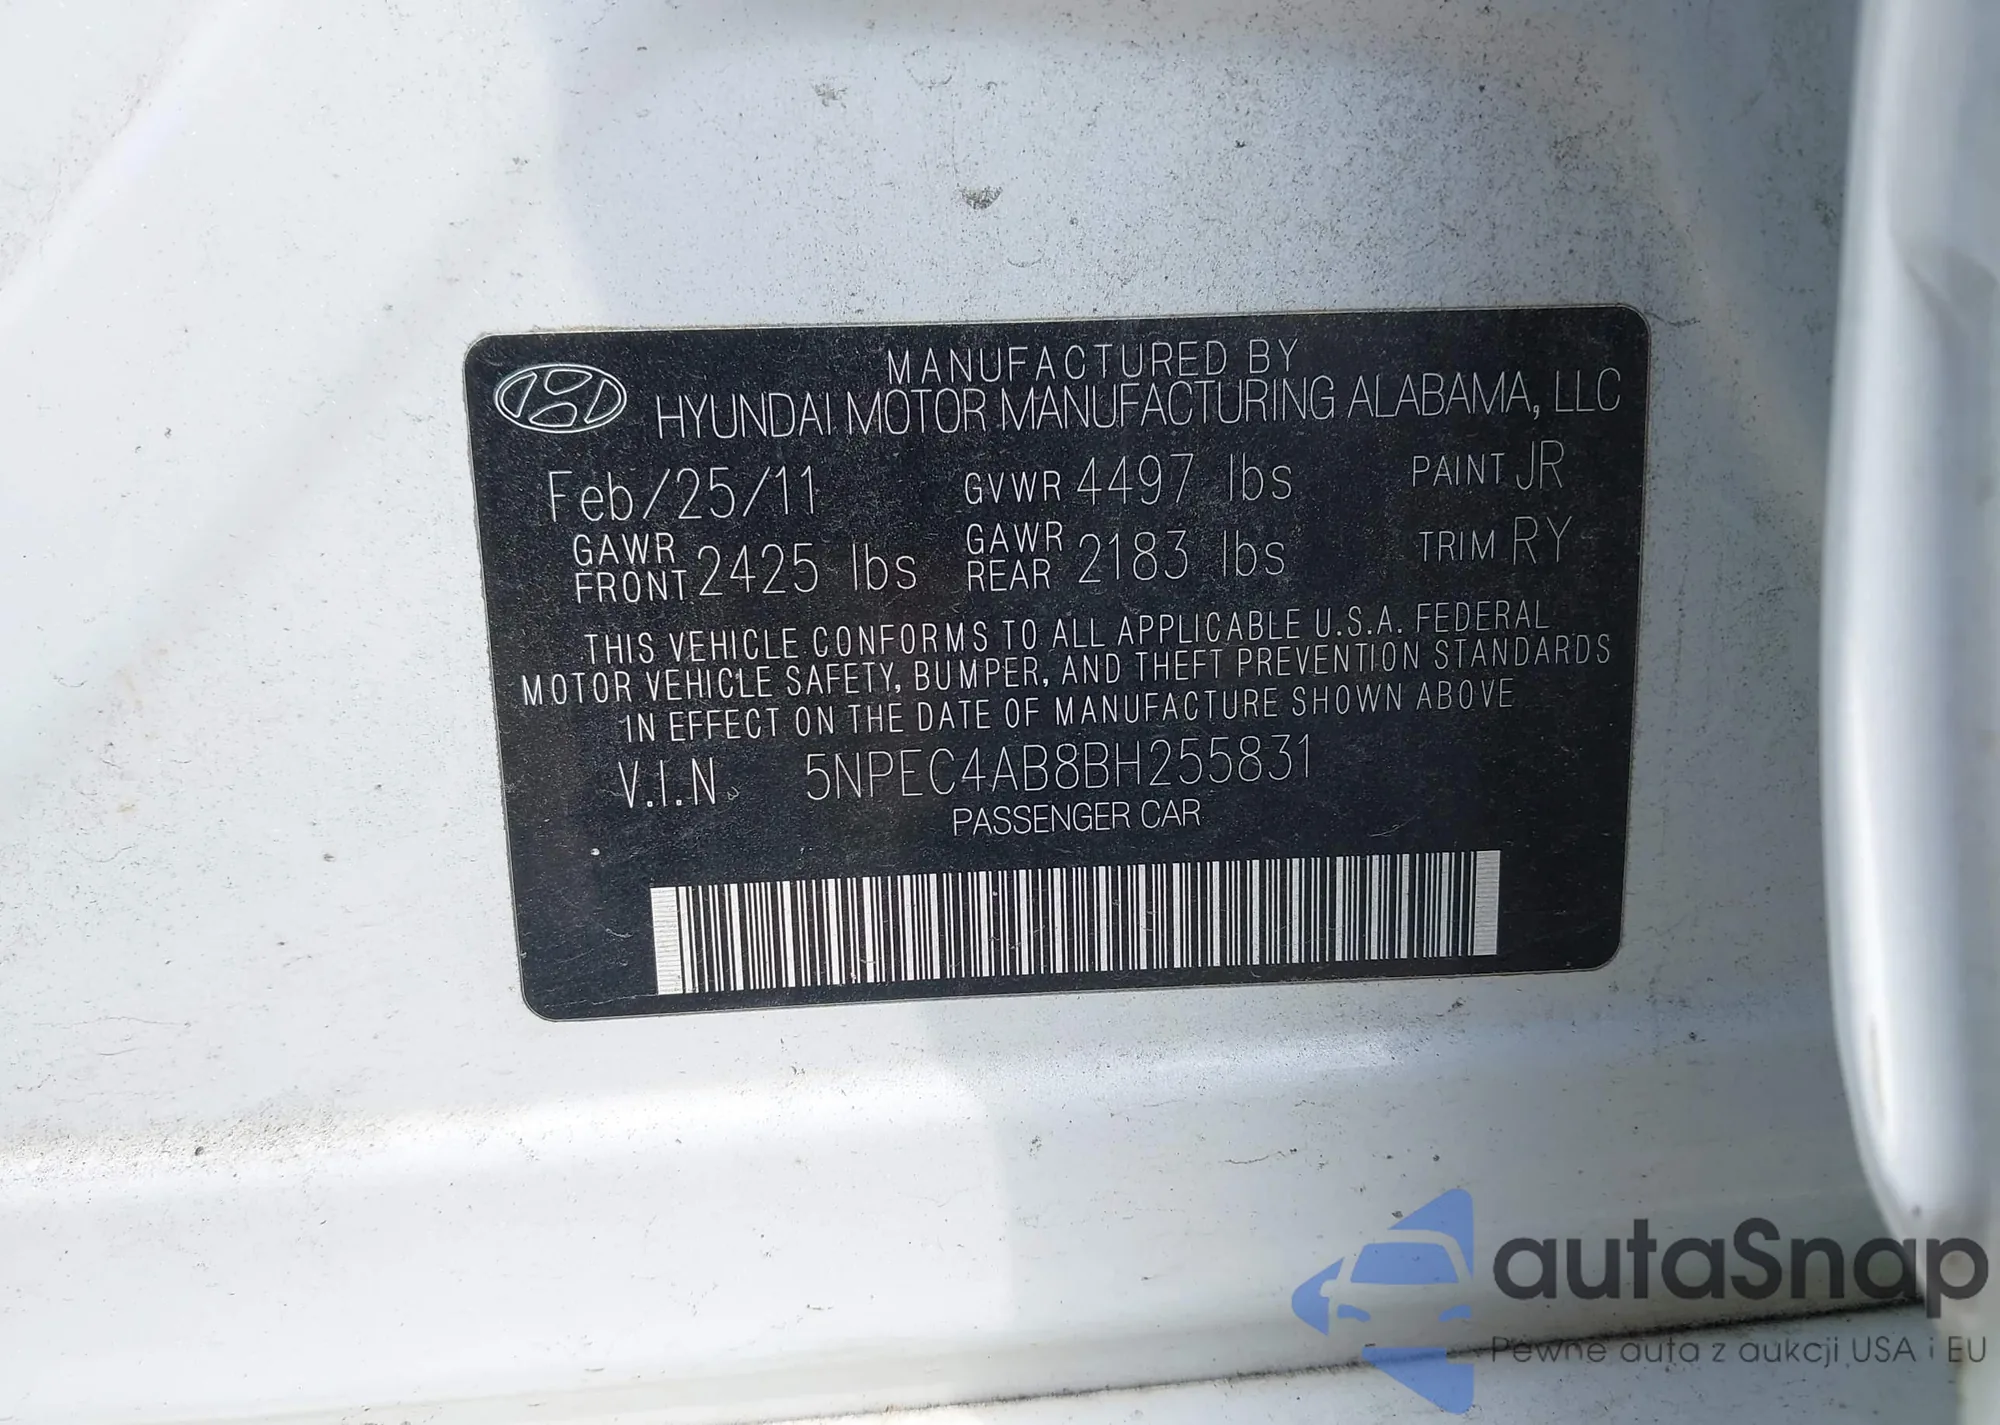 MANUFACTURED BY
HYUNDAI MOTOR MANUFACTURING ALABAMA, LLC
Feb/25/11 GVWR 4497 lbs PAINT JR
GAWR FRONT 2425 lbs GAWR REAR 2183 lbs TRIM RY
THIS VEHICLE CONFORMS TO ALL APPLICABLE U.S.A. FEDERAL
MOTOR VEHICLE SAFETY, BUMPER, AND THEFT PREVENTION STANDARDS
IN EFFECT ON THE DATE OF MANUFACTURE SHOWN ABOVE
V.I.N. 5NPEC4AB8BH255831
PASSENGER CAR
autaSnap
Pewne auta z aukcji USA i EU